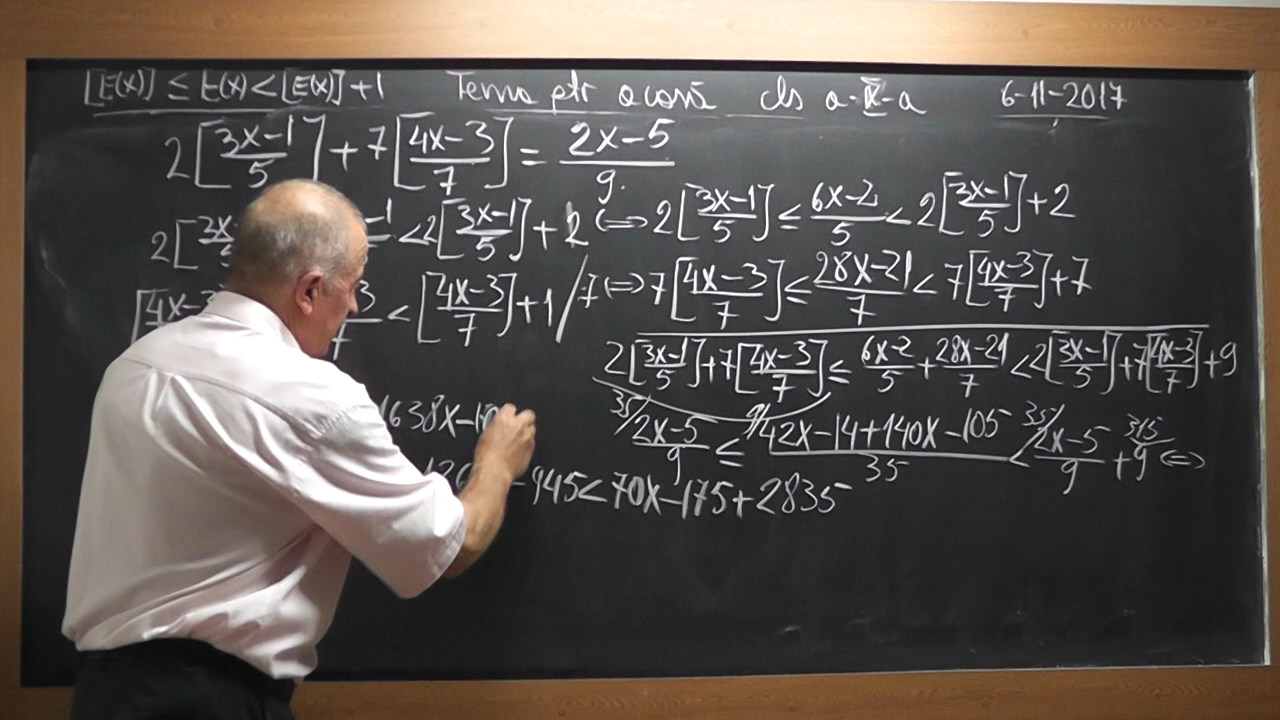 [E(x)] ≤ E(x) < [E(x)] + 1 Tema ptr acasă cls a-IX-a 6-11-2017
2[(3x-1)/5] + 7[(4x-3)/7] = (2x-5)/9.
<2[(3x-1)/5] + 2 ⇔ 2[(3x-1)/5] ≤ (6x-2)/5 < 2[(3x-1)/5] + 2
< [(4x-3)/7] + 1 /7 ⇔ 7[(4x-3)/7] ≤ (28x-21)/7 < 7[(4x-3)/7] + 7
2[(3x-1)/5] + 7[(4x-3)/7] ≤ (6x-2)/5 + (28x-21)/7 < 2[(3x-1)/5] + 7[(4x-3)/7] + 9
35/ (2x-5)/9 ≤ 9/ (42x-14+140x-105)/35 < 35/ (2x-5)/9 + 315/ 9 ⇔
1638x-
-945 < 70x-175+2835